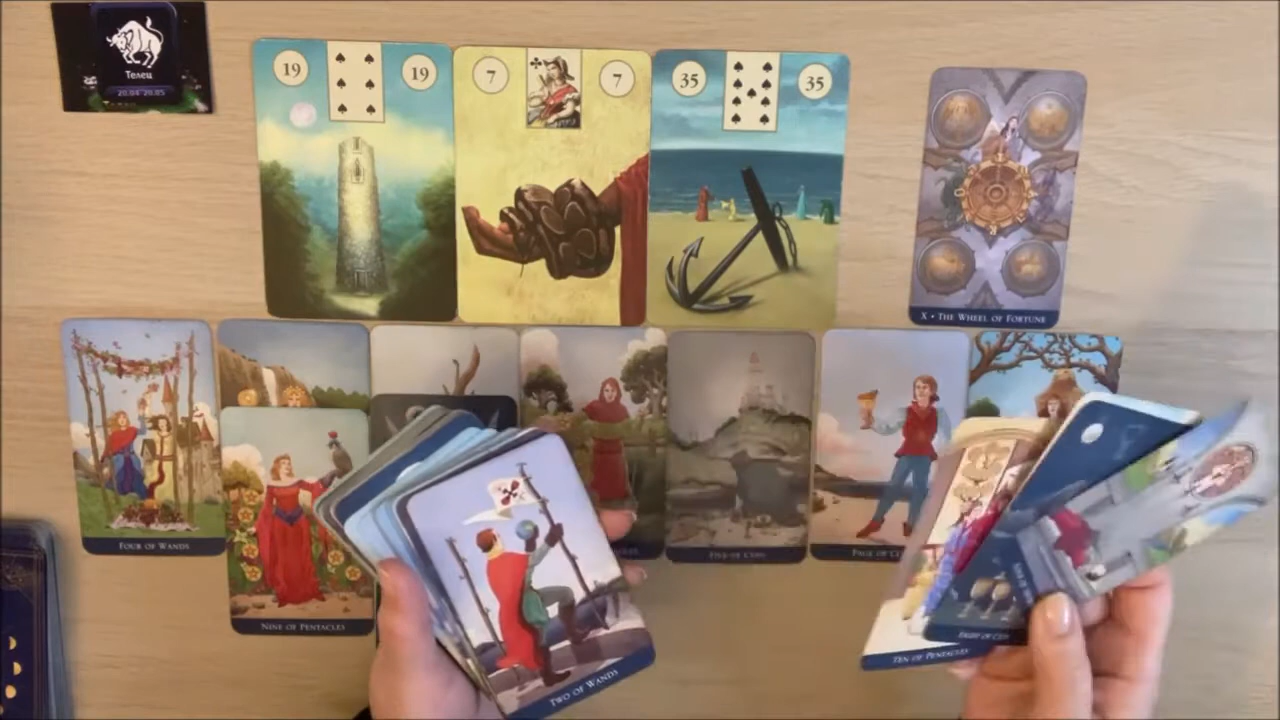 Телец
20.04-20.05
19
19
7
7
35
35
X • THE WHEEL OF FORTUNE
FOUR OF WANDS
NINE OF PENTACLES
FIVE OF CUPS
TWO OF WANDS
TEN OF PENTACLES